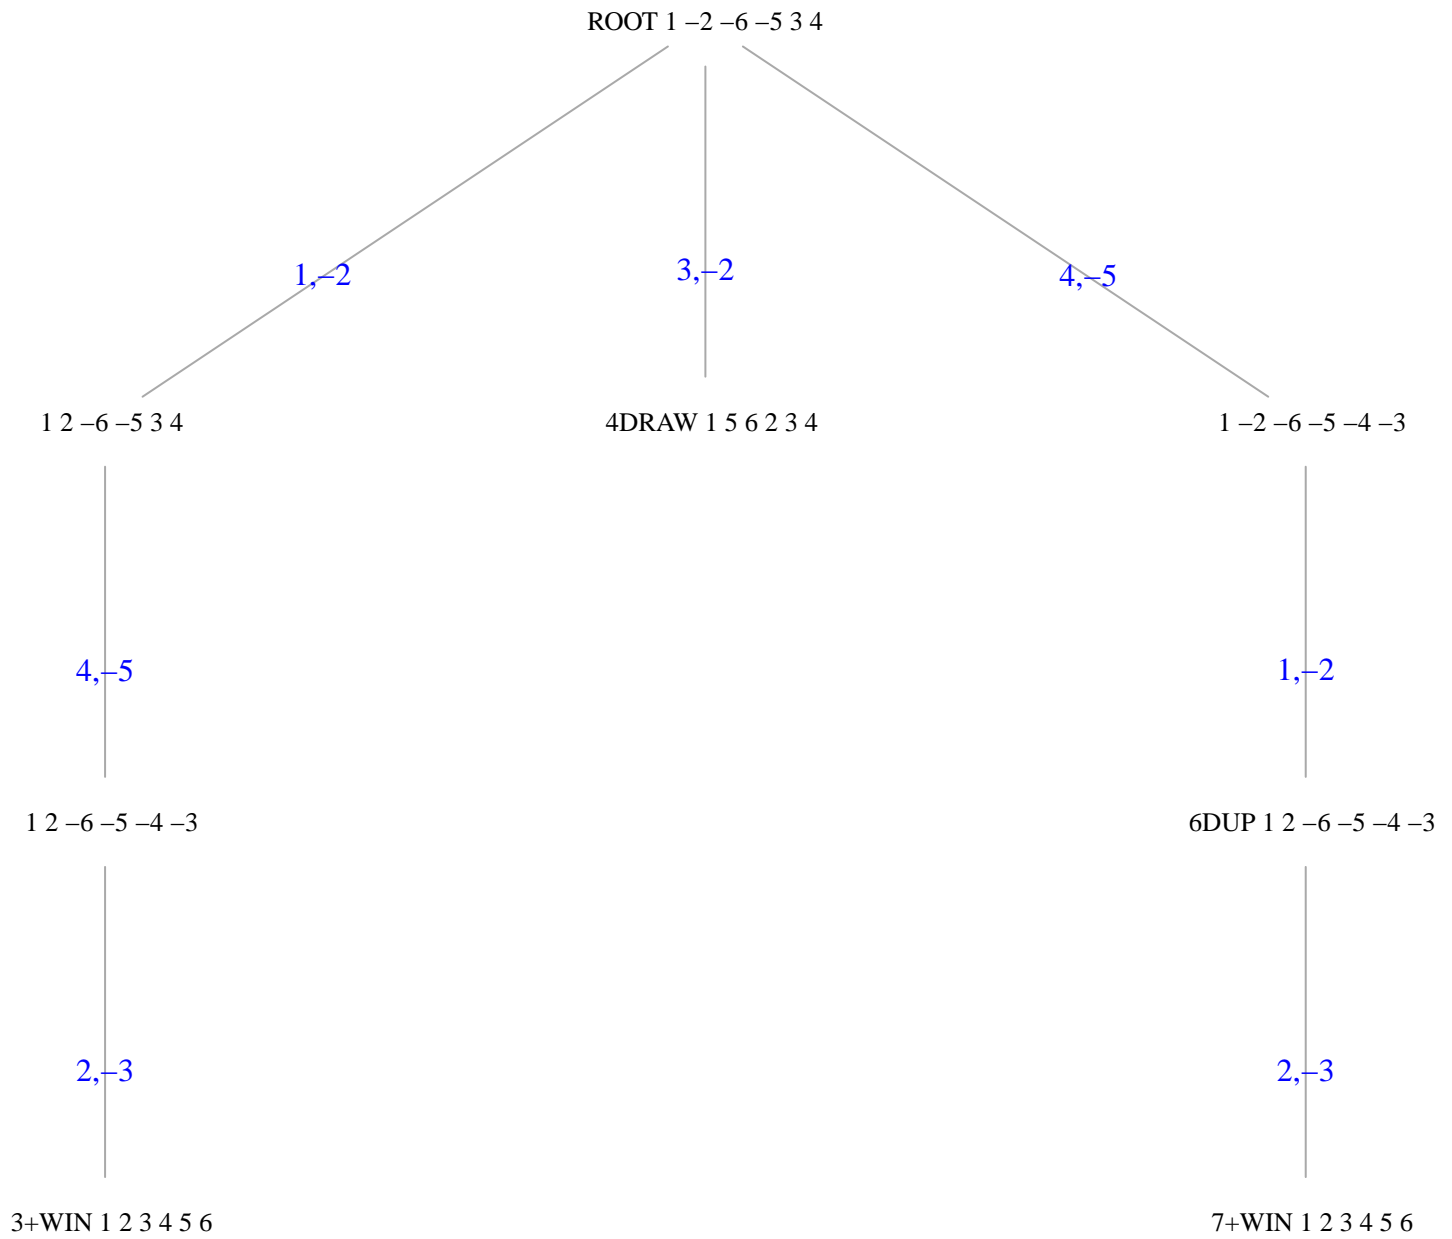 ROOT 1 –2 –6 –5 3 4
1,–2
3,–2
4,–5
1 2 –6 –5 3 4
4DRAW 1 5 6 2 3 4
1 –2 –6 –5 –4 –3
4,–5
1,–2
1 2 –6 –5 –4 –3
6DUP 1 2 –6 –5 –4 –3
2,–3
2,–3
3+WIN 1 2 3 4 5 6
7+WIN 1 2 3 4 5 6